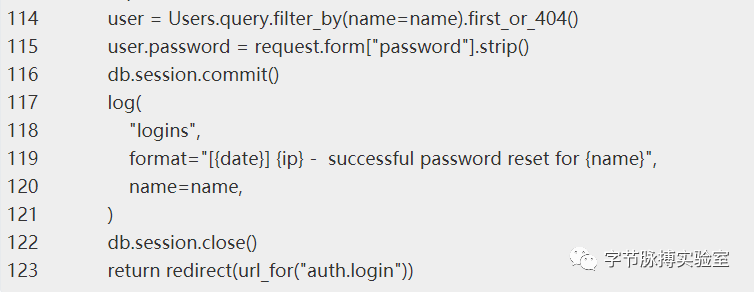 114 user = Users.query.filter_by(name=name).first_or_404()
115 user.password = request.form["password"].strip()
116 db.session.commit()
117 log(
118 "logins",
119 format="[{date}] {ip} -  successful password reset for {name}",
120 name=name,
121 )
122 db.session.close()
123 return redirect(url_for("auth.login"))
字节脉搏实验室